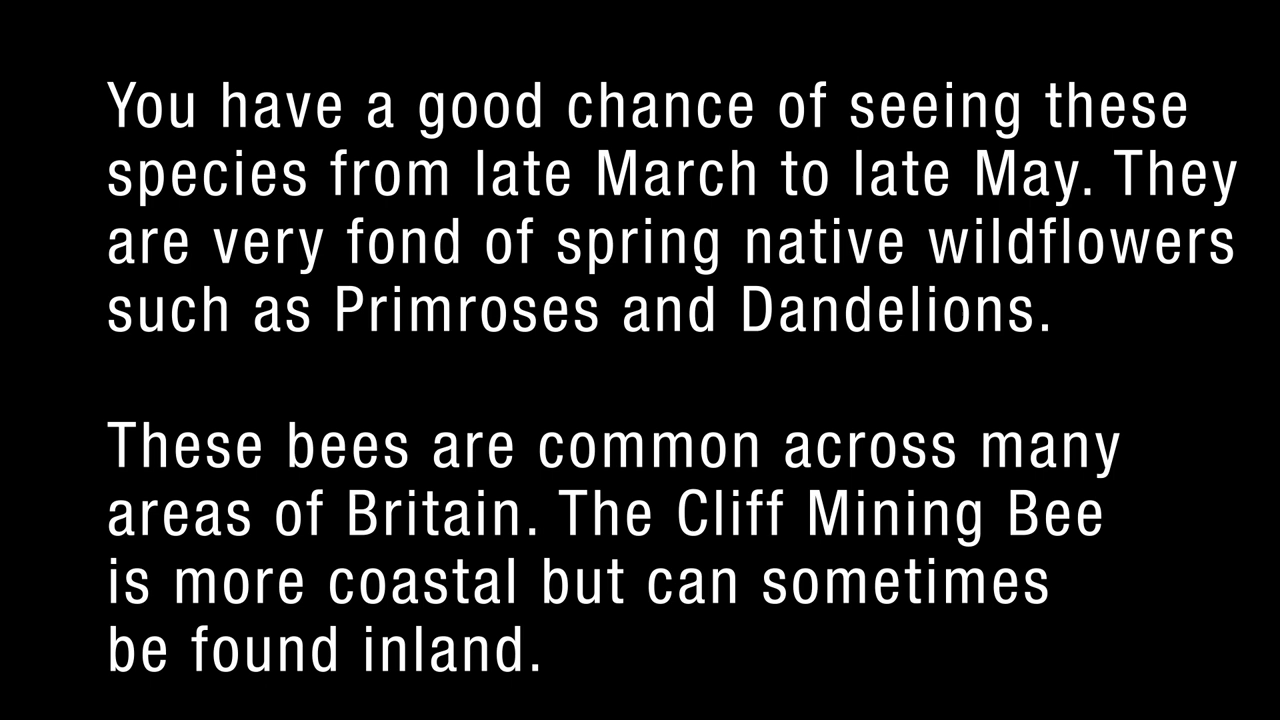 You have a good chance of seeing these
species from late March to late May. They
are very fond of spring native wildflowers
such as Primroses and Dandelions.
These bees are common across many
areas of Britain. The Cliff Mining Bee
is more coastal but can sometimes
be found inland.